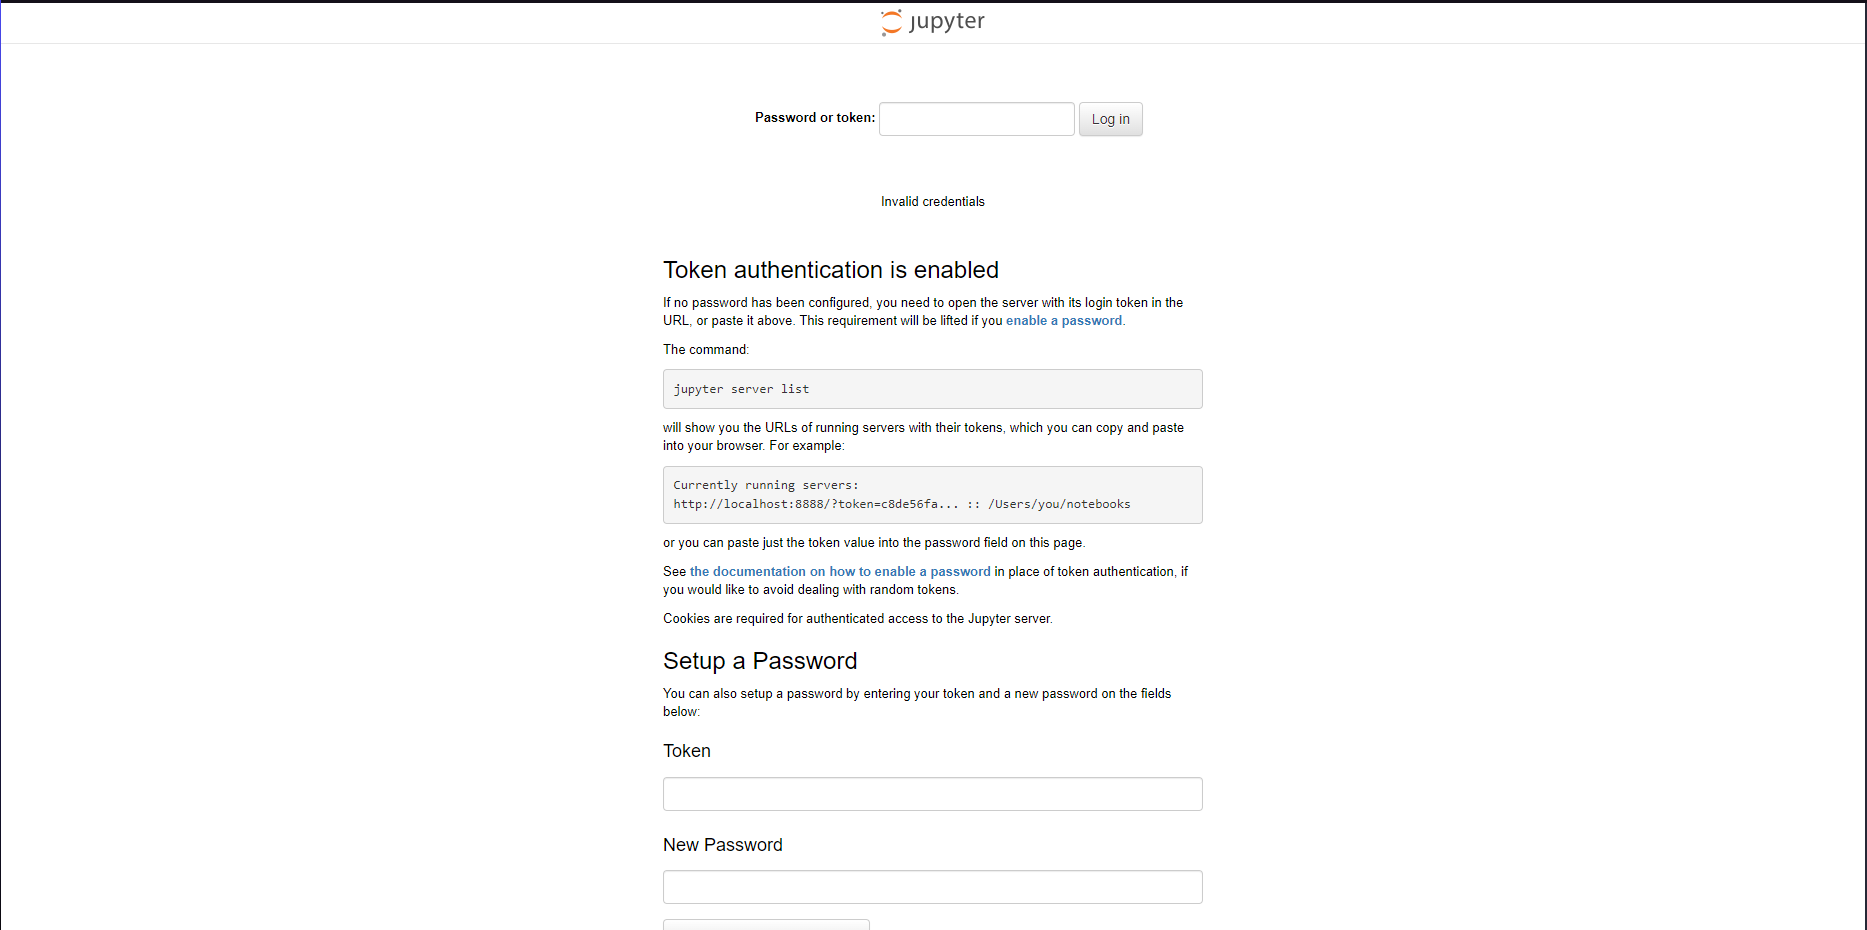 jupyter
Password or token:
Log in
Invalid credentials
Token authentication is enabled
If no password has been configured, you need to open the server with its login token in the
URL, or paste it above. This requirement will be lifted if you enable a password.
The command:
jupyter server list
will show you the URLs of running servers with their tokens, which you can copy and paste
into your browser. For example:
Currently running servers:
http://localhost:8888/?token=c8de56fa... :: /Users/you/notebooks
or you can paste just the token value into the password field on this page.
See the documentation on how to enable a password in place of token authentication, if
you would like to avoid dealing with random tokens.
Cookies are required for authenticated access to the Jupyter server.
Setup a Password
You can also setup a password by entering your token and a new password on the fields
below:
Token
New Password